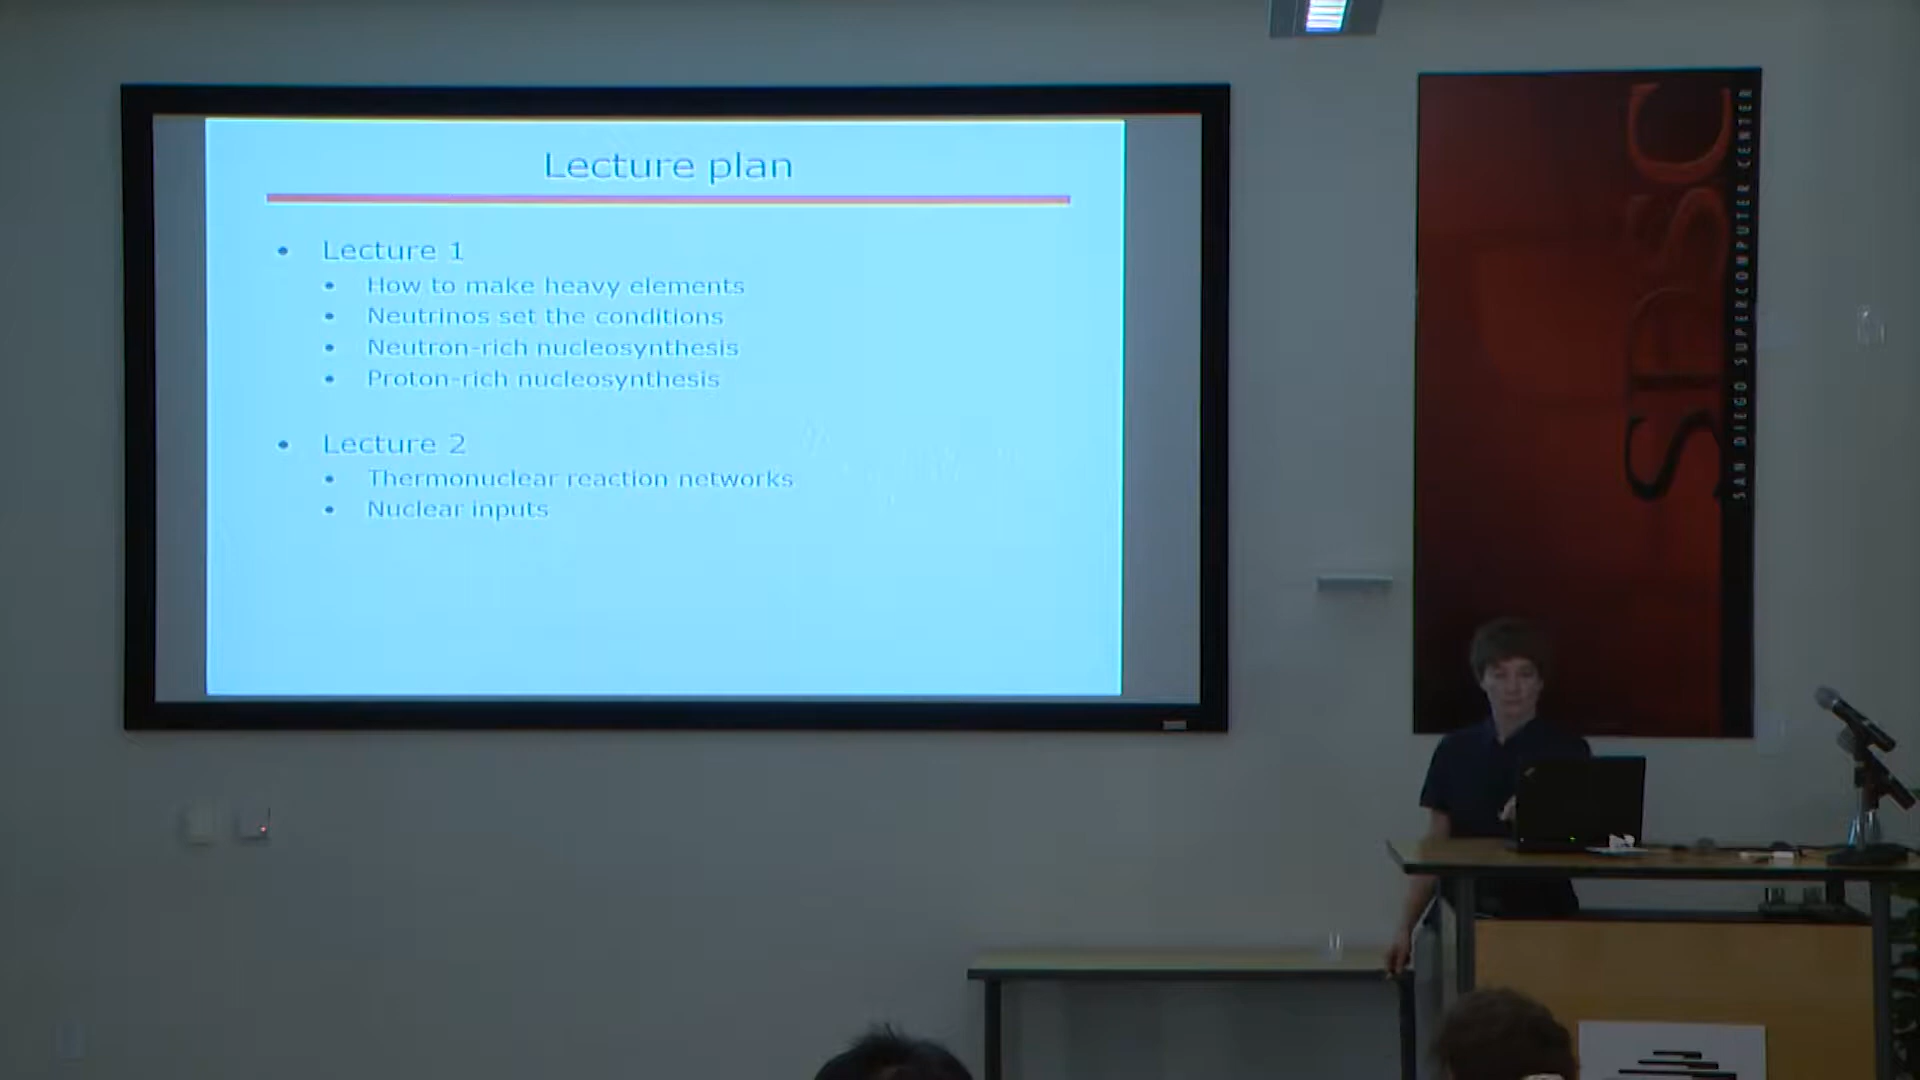 Lecture plan
• Lecture 1
• How to make heavy elements
• Neutrinos set the conditions
• Neutron-rich nucleosynthesis
• Proton-rich nucleosynthesis
• Lecture 2
• Thermonuclear reaction networks
• Nuclear inputs
SDSC
SAN DIEGO SUPERCOMPUTER CENTER